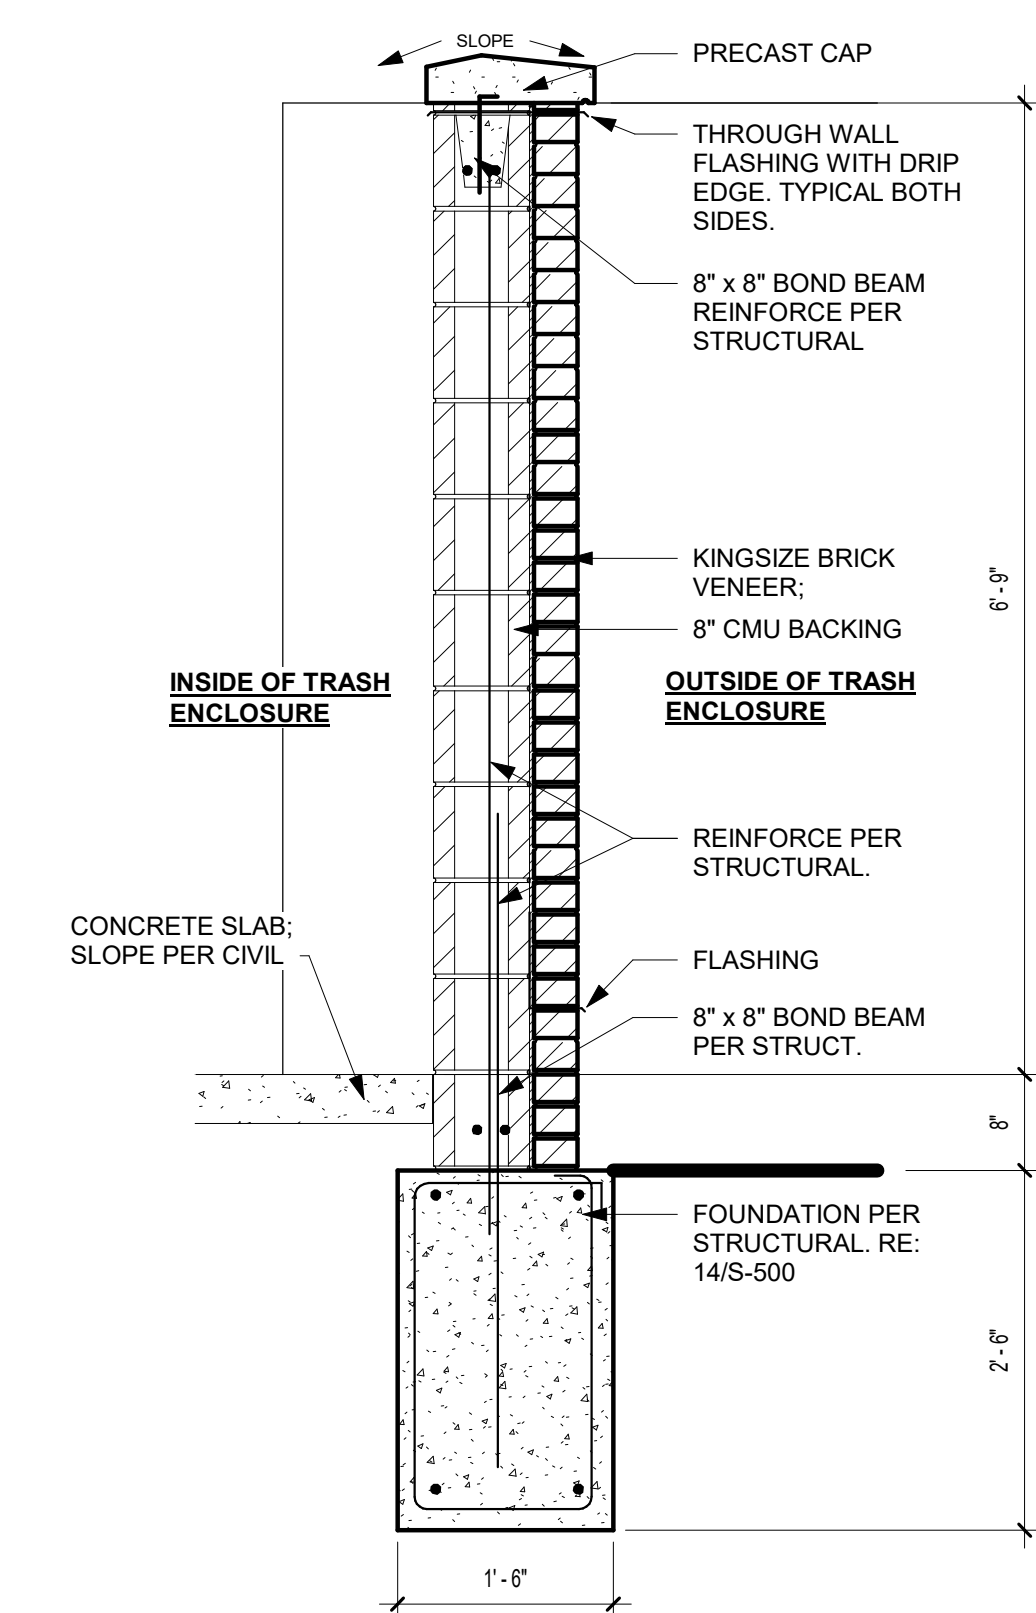 SLOPE
PRECAST CAP
THROUGH WALL
FLASHING WITH DRIP
EDGE. TYPICAL BOTH
SIDES.
8" x 8" BOND BEAM
REINFORCE PER
STRUCTURAL
KINGSIZE BRICK
VENEER;
6' - 9"
8" CMU BACKING
INSIDE OF TRASH
ENCLOSURE
OUTSIDE OF TRASH
ENCLOSURE
REINFORCE PER
STRUCTURAL.
CONCRETE SLAB;
SLOPE PER CIVIL
FLASHING
8" x 8" BOND BEAM
PER STRUCT.
8"
FOUNDATION PER
STRUCTURAL. RE:
14/S-500
2' - 6"
1' - 6"